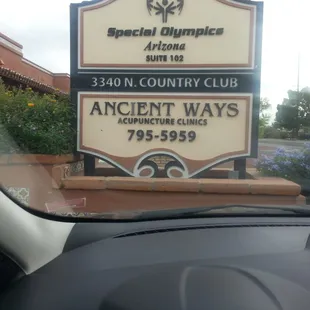 Special Olympics
Arizona
SUITE 102
3340 N. COUNTRY CLUB
ANCIENT WAYS
ACUPUNCTURE CLINICS
795-5959